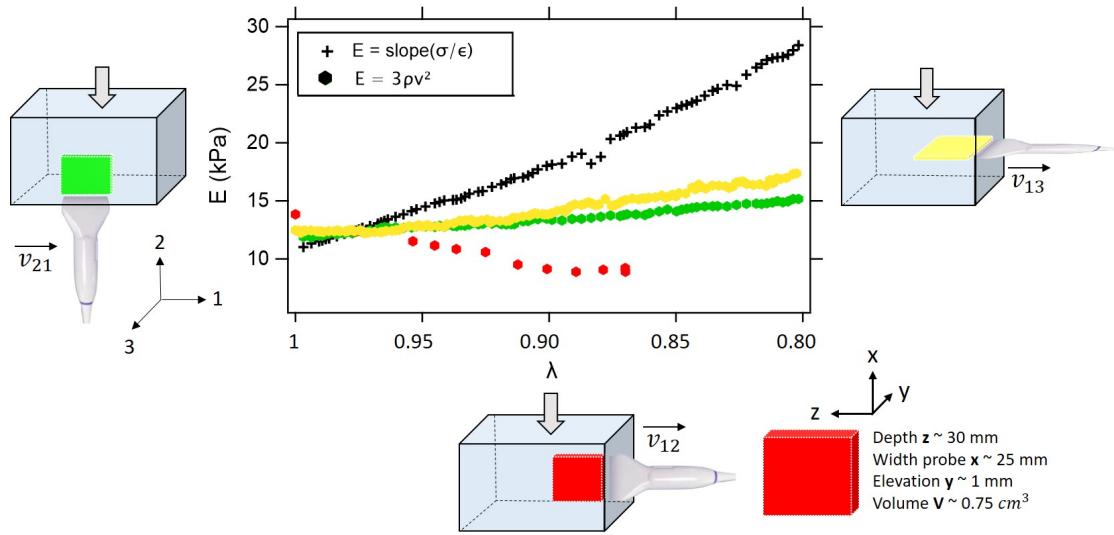 30
25
20
15
10
E (kPa)
E = slope(σ/ϵ)
E = 3ρv²
1
0.95
0.90
0.85
0.80
λ
v₂₁
2
1
3
v₁₃
v₁₂
x
y
z
Depth z ~ 30 mm
Width probe x ~ 25 mm
Elevation y ~ 1 mm
Volume V ~ 0.75 cm³